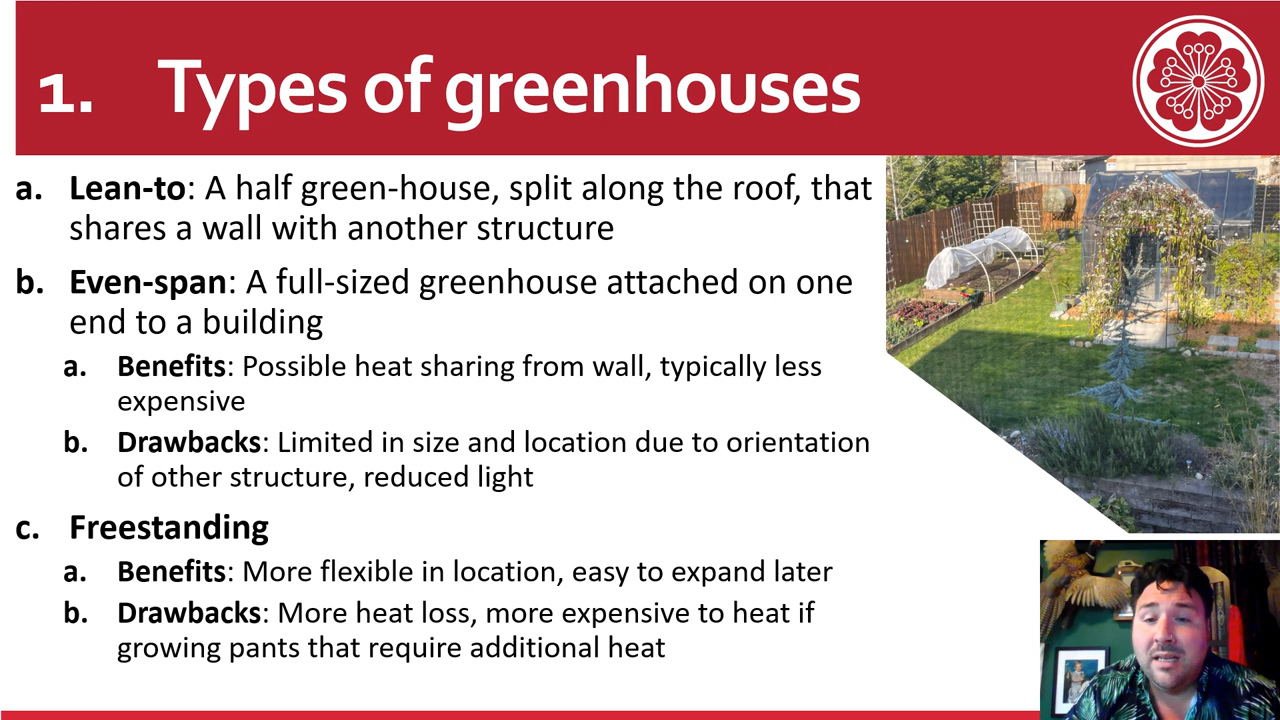 1. Types of greenhouses
a. Lean-to: A half green-house, split along the roof, that
shares a wall with another structure
b. Even-span: A full-sized greenhouse attached on one
end to a building
a. Benefits: Possible heat sharing from wall, typically less
expensive
b. Drawbacks: Limited in size and location due to orientation
of other structure, reduced light
c. Freestanding
a. Benefits: More flexible in location, easy to expand later
b. Drawbacks: More heat loss, more expensive to heat if
growing pants that require additional heat